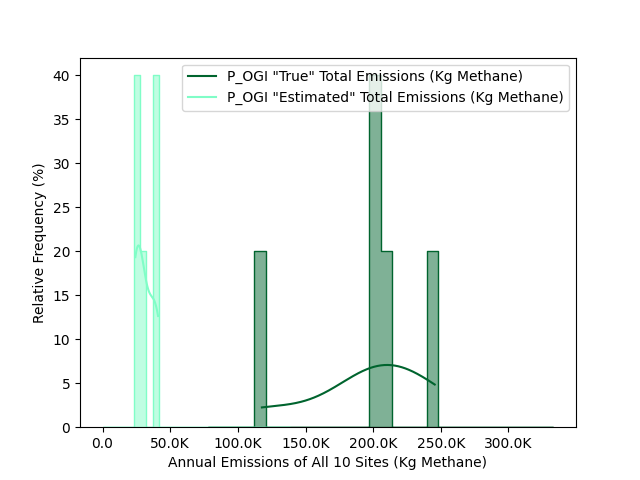 P_OGI "True" Total Emissions (Kg Methane)
P_OGI "Estimated" Total Emissions (Kg Methane)
40
35
30
25
20
15
10
5
0
Relative Frequency (%)
0.0 50.0K 100.0K 150.0K 200.0K 250.0K 300.0K
Annual Emissions of All 10 Sites (Kg Methane)